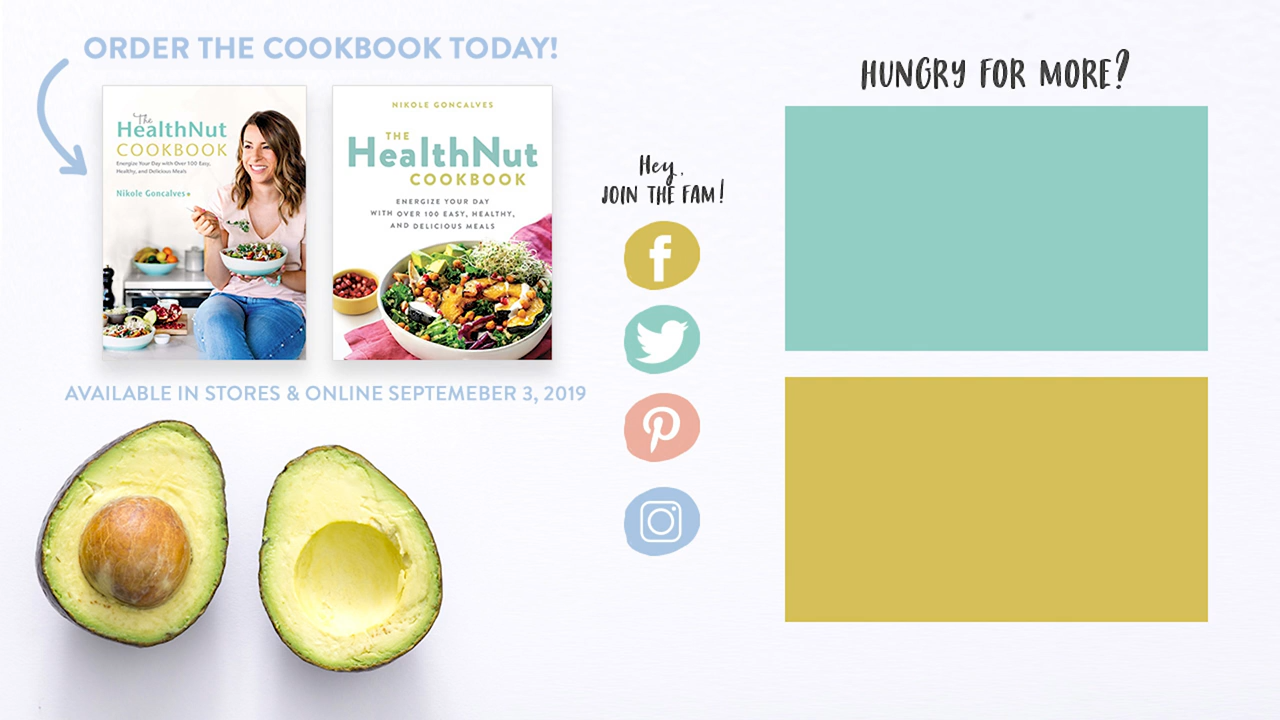 ORDER THE COOKBOOK TODAY!
The
HealthNut
COOKBOOK
Energize Your Day with Over 100 Easy,
Healthy, and Delicious Meals
Nikole Goncalves
NIKOLE GONCALVES
THE
HealthNut
COOKBOOK
ENERGIZE YOUR DAY
WITH OVER 100 EASY, HEALTHY,
AND DELICIOUS MEALS
AVAILABLE IN STORES & ONLINE SEPTEMEBER 3, 2019
Hey,
JOIN THE FAM!
HUNGRY FOR MORE?